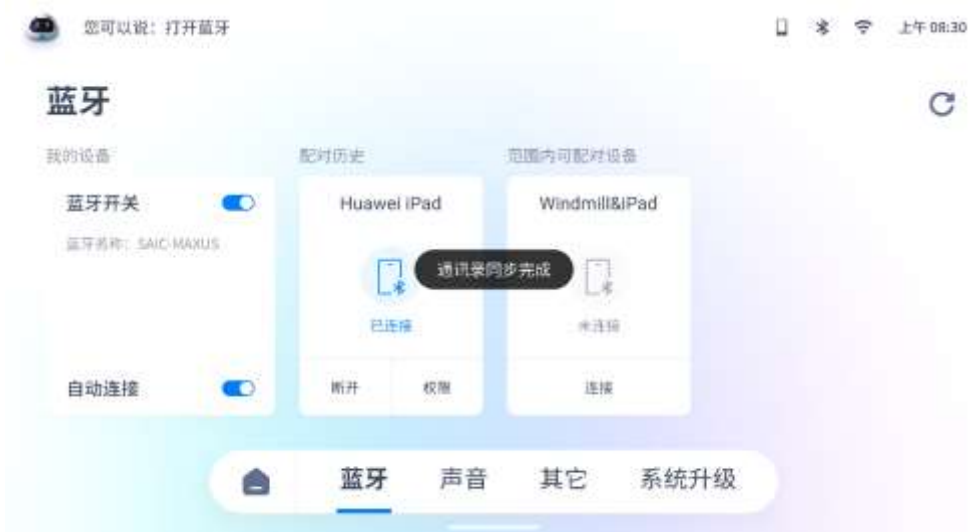 您可以说：打开蓝牙
上午 08:30
蓝牙
我的设备
配对历史
范围内可配对设备
蓝牙开关
蓝牙名称：SAIC-MAXUS
自动连接
Huawei iPad
已连接
断开
权限
Windmill&iPad
未连接
连接
通讯录同步完成
蓝牙
声音
其它
系统升级